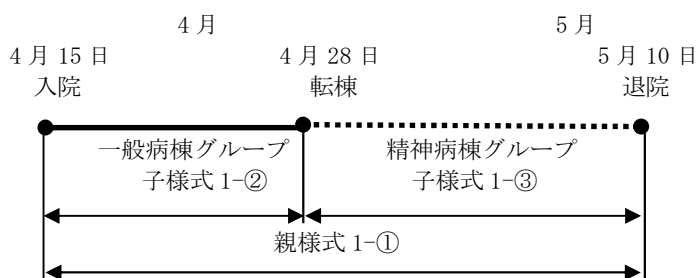 4月 5月
4月15日 4月28日 5月10日
入院 転棟 退院
一般病棟グループ 精神病棟グループ
子様式1-② 子様式1-③
親様式1-①